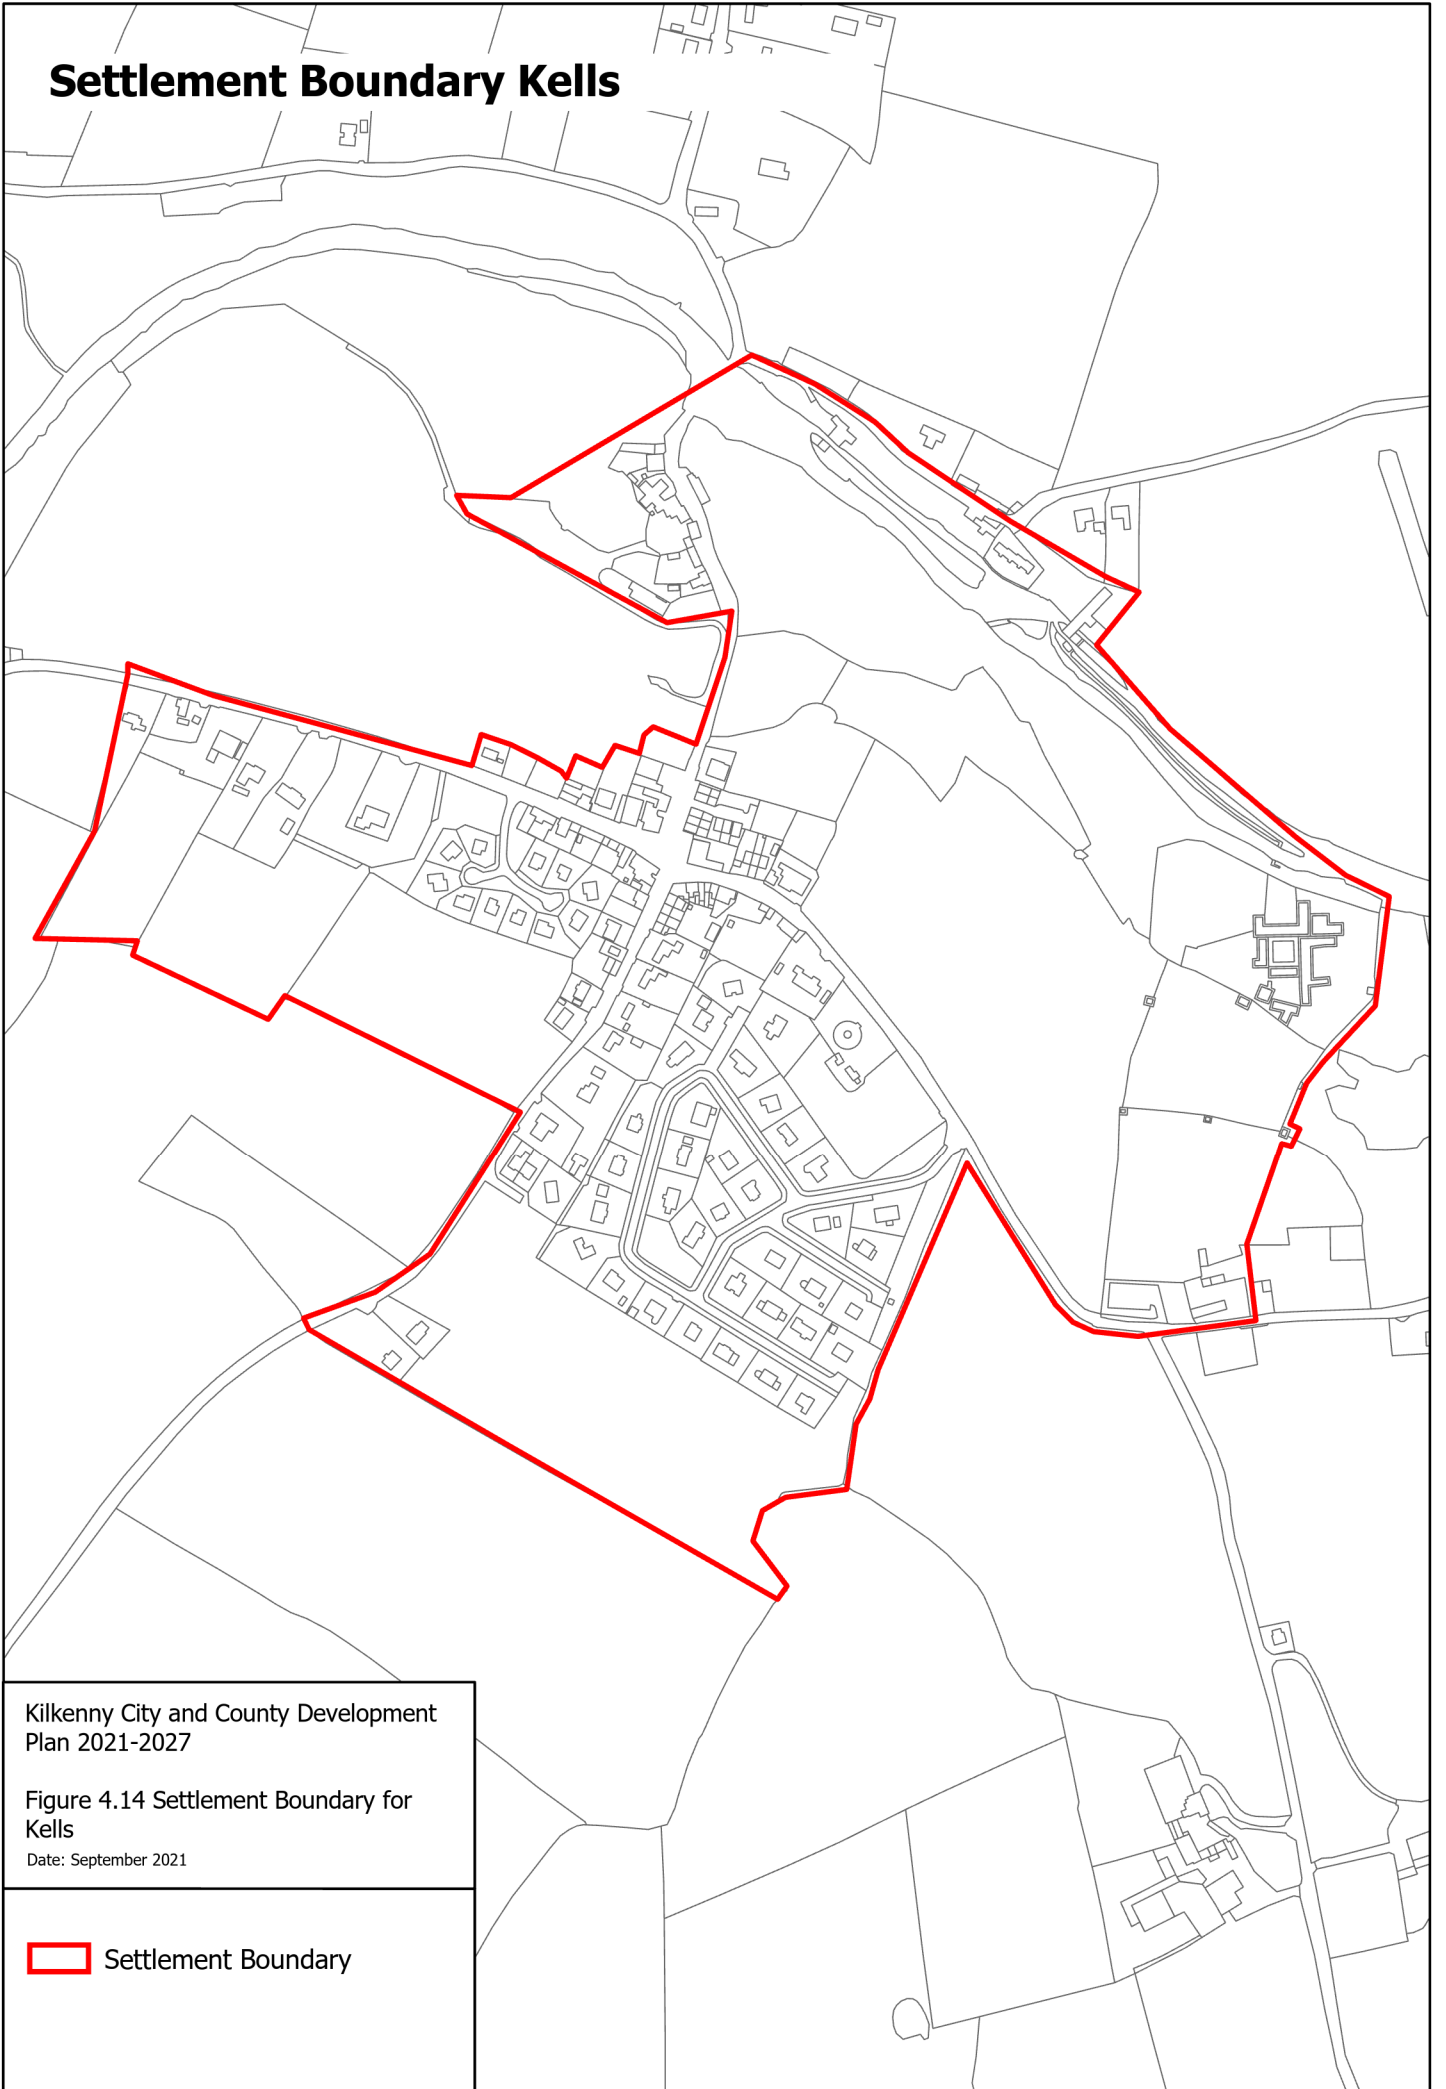 Settlement Boundary Kells
Kilkenny City and County Development
Plan 2021-2027
Figure 4.14 Settlement Boundary for
Kells
Date: September 2021
Settlement Boundary